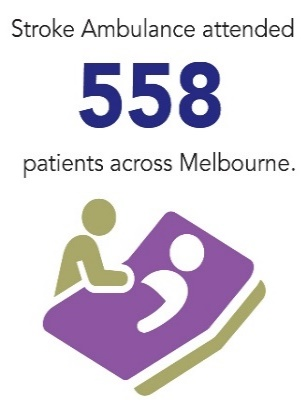 Stroke Ambulance attended
558
patients across Melbourne.